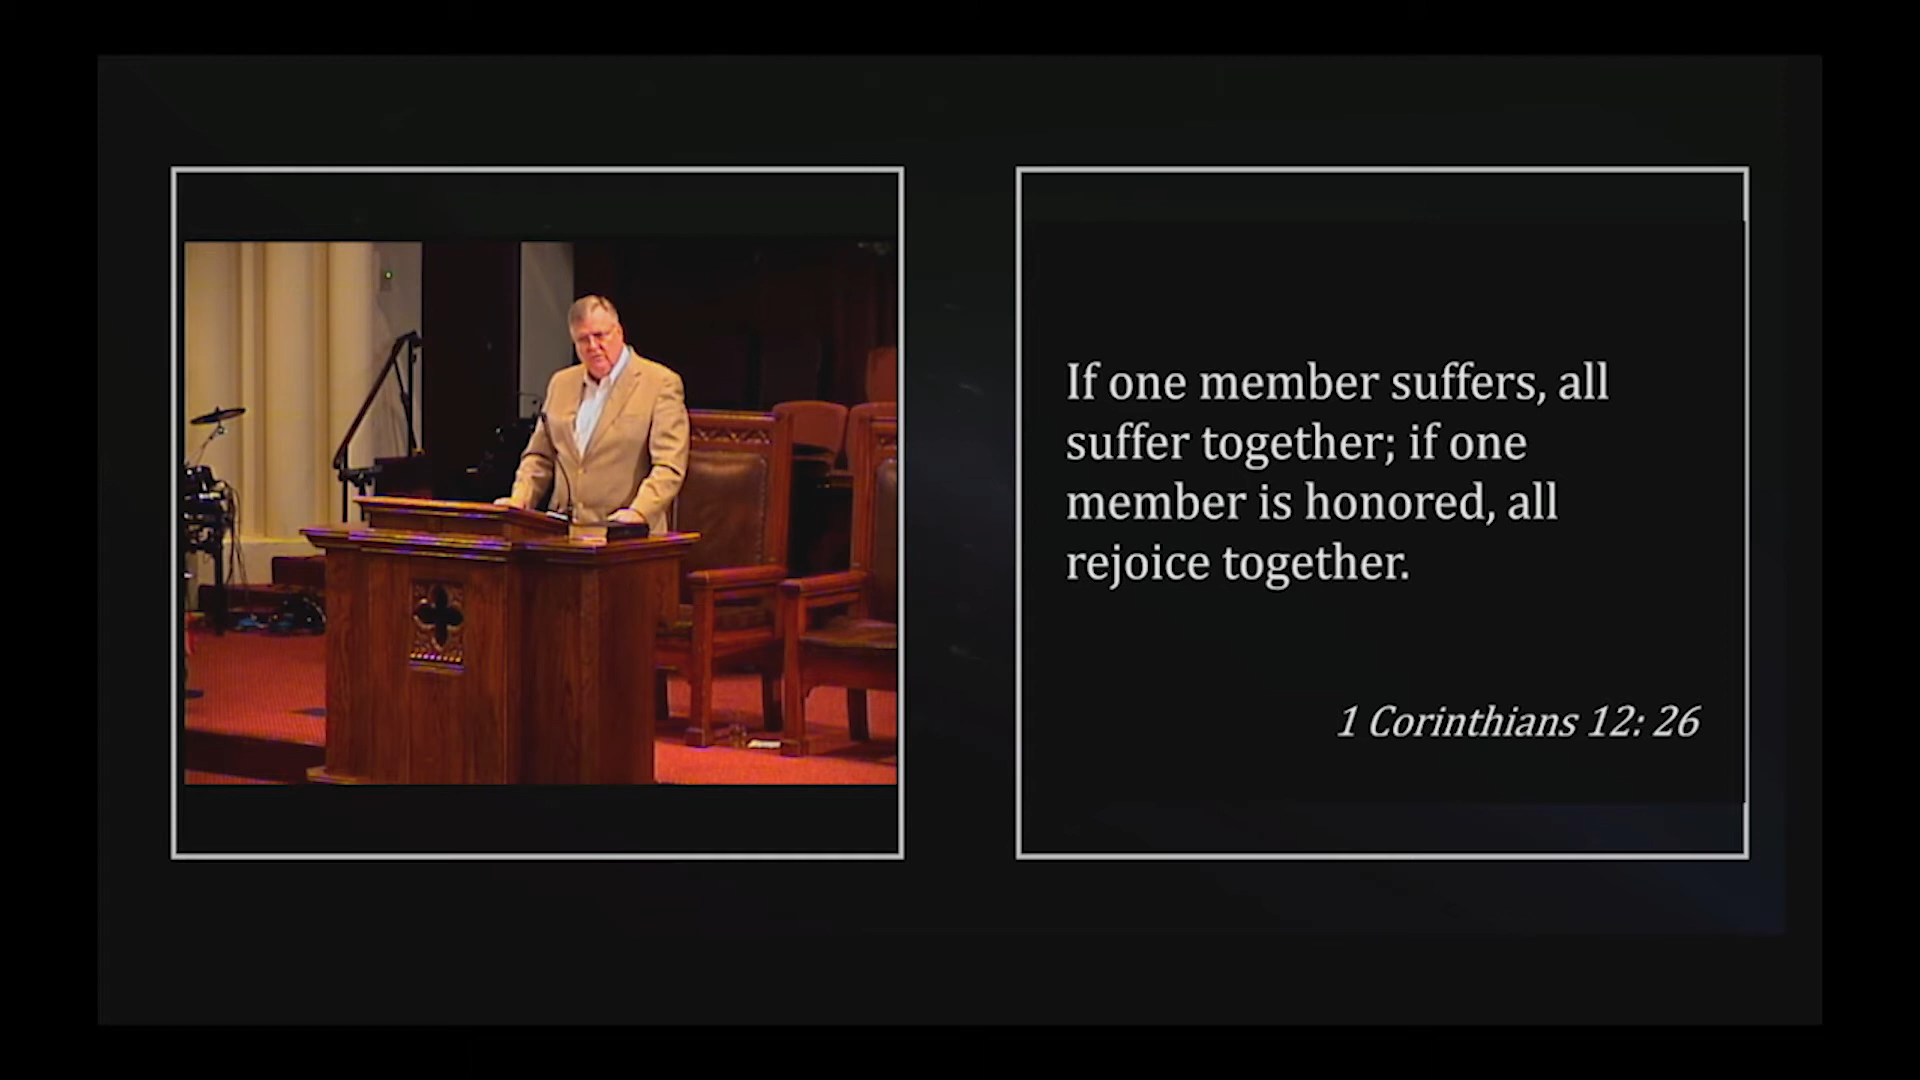 If one member suffers, all
suffer together; if one
member is honored, all
rejoice together.
1 Corinthians 12: 26